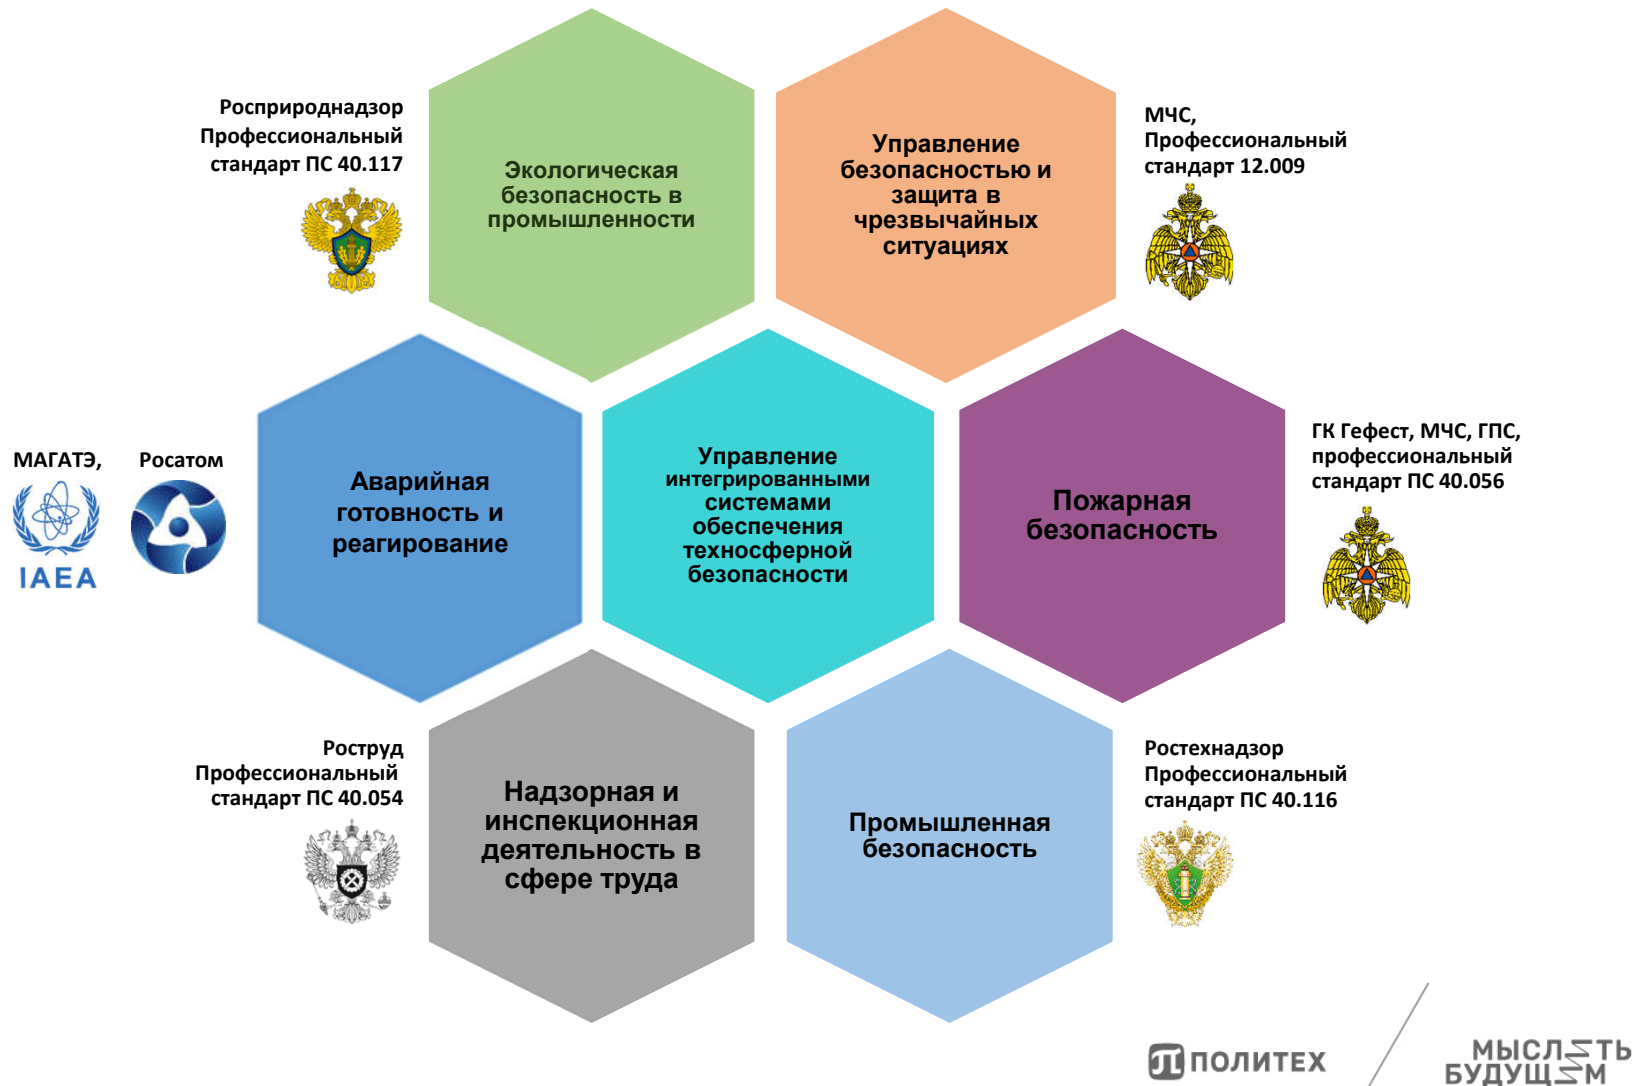 Росприроднадзор
Профессиональный
стандарт ПС 40.117
Экологическая
безопасность в
промышленности
Управление
безопасностью и
защита в
чрезвычайных
ситуациях
МЧС,
Профессиональный
стандарт 12.009
МАГАТЭ,
Росатом
IAEA
Аварийная
готовность и
реагирование
Управление
интегрированными
системами
обеспечения
техносферной
безопасности
Пожарная
безопасность
ГК Гефест, МЧС, ГПС,
профессиональный
стандарт ПС 40.056
Роструд
Профессиональный
стандарт ПС 40.054
Надзорная и
инспекционная
деятельность в
сфере труда
Промышленная
безопасность
Ростехнадзор
Профессиональный
стандарт ПС 40.116
ПОЛИТЕХ
МЫСЛИТЬ
БУДУЩИМ